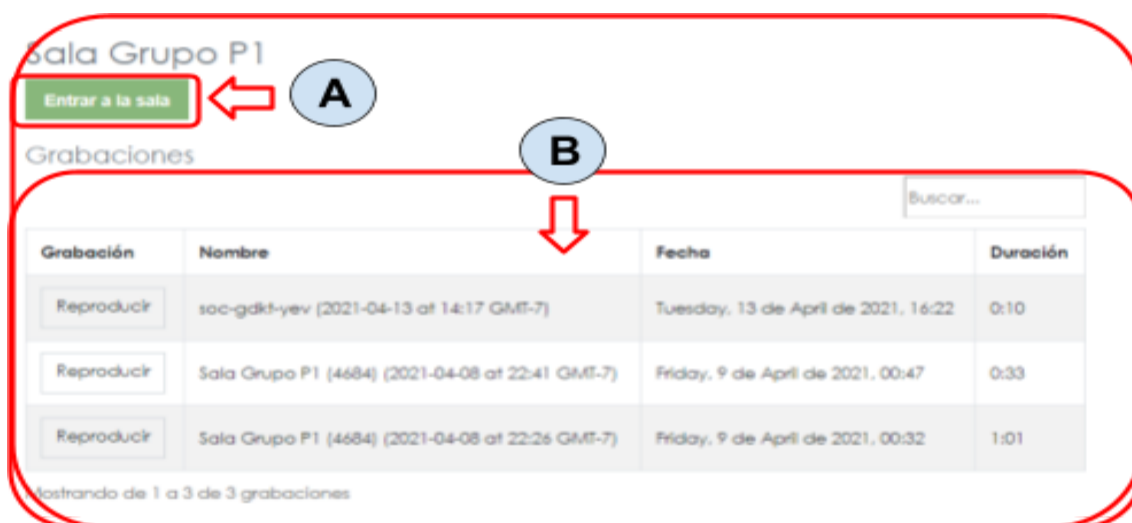 Sala Grupo P1
Entrar a la sala
A
Grabaciones
B
Buscar...
Grabación Nombre Fecha Duración
Reproducir soc-gdkt-yev (2021-04-13 at 14:17 GMT-7) Tuesday, 13 de April de 2021, 16:22 0:10
Reproducir Sala Grupo P1 (4684) (2021-04-08 at 22:41 GMT-7) Friday, 9 de April de 2021, 00:47 0:33
Reproducir Sala Grupo P1 (4684) (2021-04-08 at 22:26 GMT-7) Friday, 9 de April de 2021, 00:32 1:01
Mostrando de 1 a 3 de 3 grabaciones